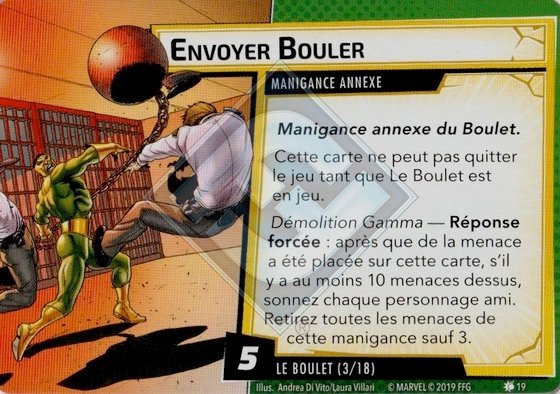 ENVOYER BOULER
MANIGANCE ANNEXE
Manigance annexe du Boulet.
Cette carte ne peut pas quitter
le jeu tant que Le Boulet est
en jeu.
Démolition Gamma — Réponse
forcée : après que de la menace
a été placée sur cette carte, s'il
y a au moins 10 menaces dessus,
sonnez chaque personnage ami.
Retirez toutes les menaces de
cette manigance sauf 3.
5
LE BOULET (3/18)
Illus. Andrea Di Vito/Laura Villari © MARVEL © 2019 FFG 19